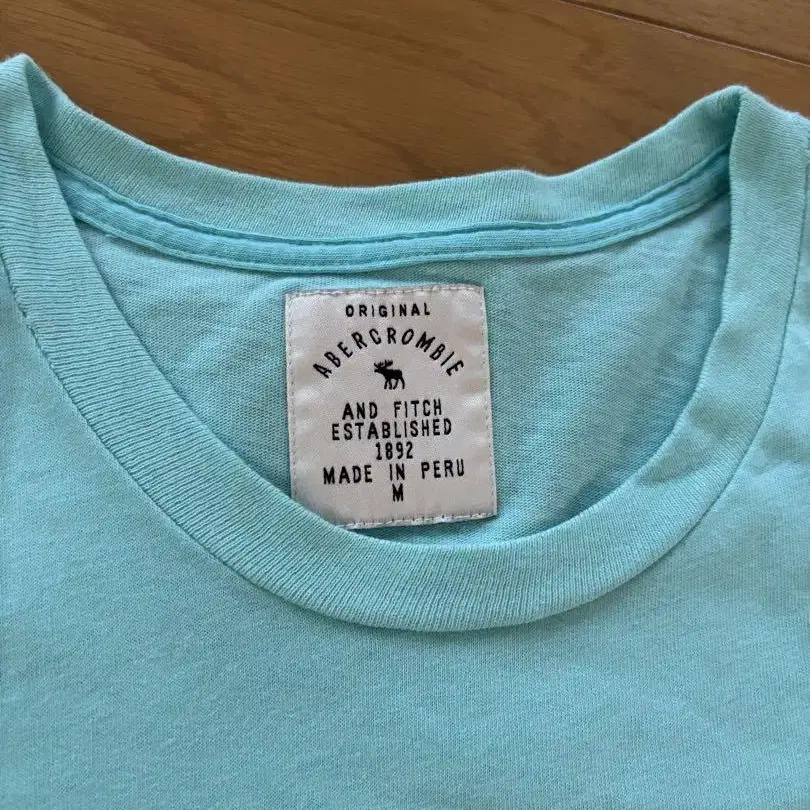 ORIGINAL
ABERCROMBIE
AND FITCH
ESTABLISHED
1892
MADE IN PERU
M